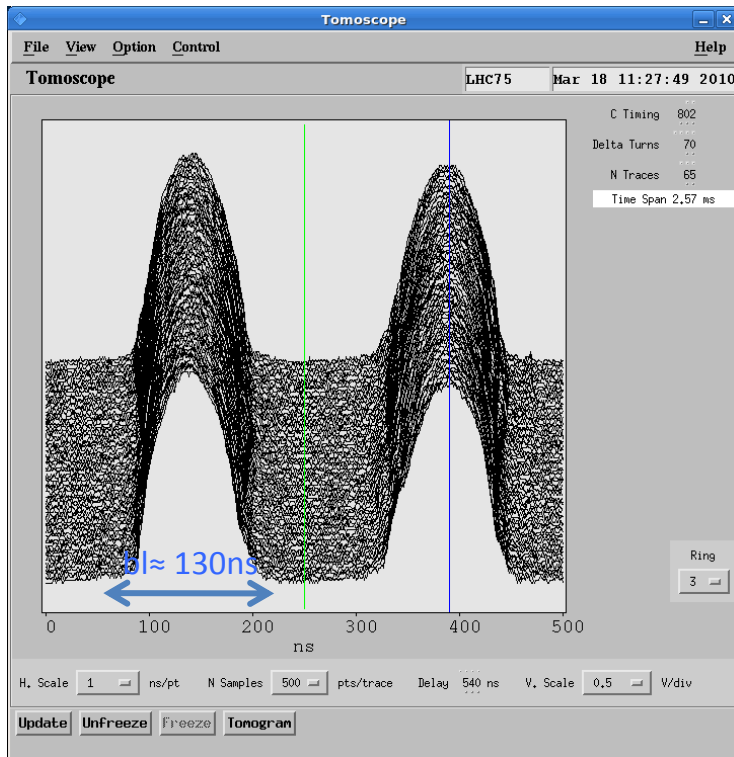 Tomoscope
File View Option Control Help
Tomoscope LHC75 Mar 18 11:27:49 2010
C Timing 802
Delta Turns 70
N Traces 65
Time Span 2.57 ms
bl≈ 130ns
Ring
3
0 100 200 300 400 500
ns
H. Scale 1 ns/pt N Samples 500 pts/trace Delay 540 ns V. Scale 0.5 V/div
Update Unfreeze Freeze Tomogram